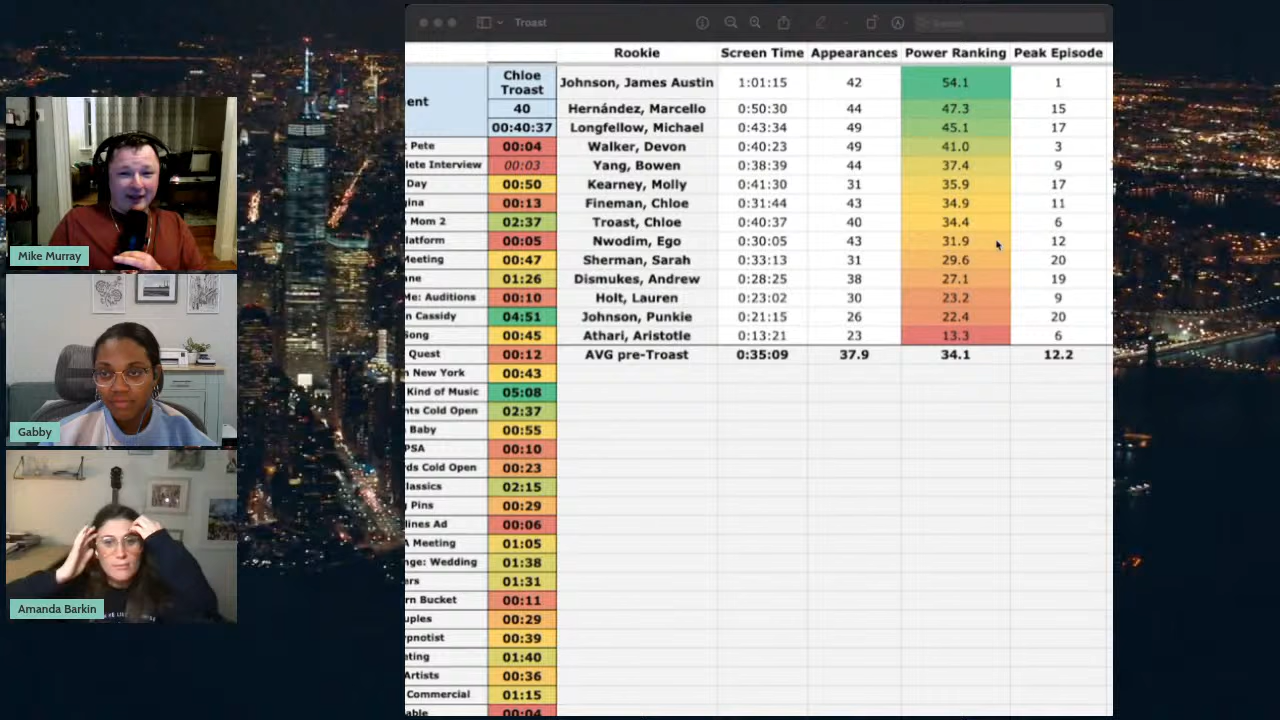 Troast
Rookie Screen Time Appearances Power Ranking Peak Episode
ent Chloe Troast Johnson, James Austin 1:01:15 42 54.1 1
40 Hernández, Marcello 0:50:30 44 47.3 15
00:40:37 Longfellow, Michael 0:43:34 49 45.1 17
Pete 00:04 Walker, Devon 0:40:23 49 41.0 3
lete Interview 00:03 Yang, Bowen 0:38:39 44 37.4 9
Day 00:50 Kearney, Molly 0:41:30 31 35.9 17
gina 00:13 Fineman, Chloe 0:31:44 43 34.9 11
Mom 2 02:37 Troast, Chloe 0:40:37 40 34.4 6
latform 00:05 Nwodim, Ego 0:30:05 43 31.9 12
Meeting 00:47 Sherman, Sarah 0:33:13 31 29.6 20
ne 01:26 Dismukes, Andrew 0:28:25 38 27.1 19
Me: Auditions 00:10 Holt, Lauren 0:23:02 30 23.2 9
n Cassidy 04:51 Johnson, Punkie 0:21:15 26 22.4 20
Song 00:45 Athari, Aristotle 0:13:21 23 13.3 6
Quest 00:12 AVG pre-Troast 0:35:09 37.9 34.1 12.2
n New York 00:43
Kind of Music 05:08
nts Cold Open 02:37
Baby 00:55
PSA 00:10
rds Cold Open 00:23
lassics 02:15
Pins 00:29
lines Ad 00:06
A Meeting 01:05
nge: Wedding 01:38
ers 01:31
rn Bucket 00:11
uples 00:29
ypnotist 00:39
eting 01:40
Artists 00:36
Commercial 01:15
able 00:04
Mike Murray
Gabby
Amanda Barkin